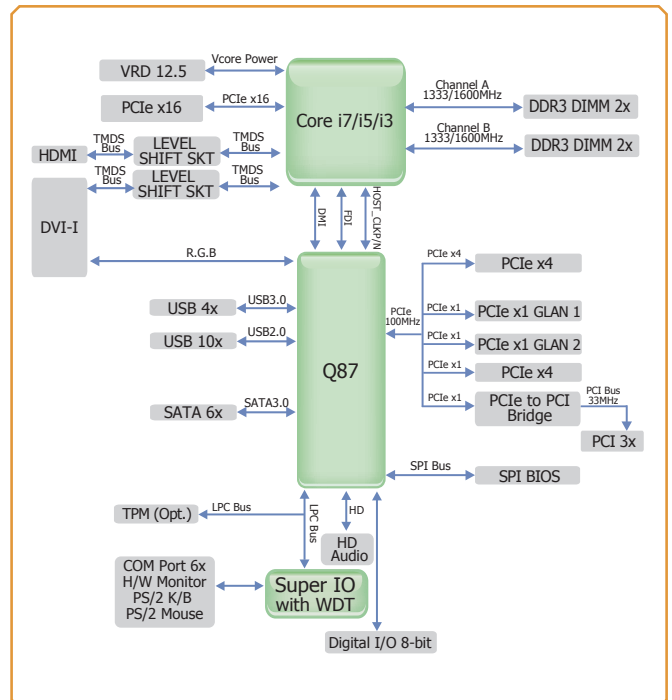 Vcore Power
VRD 12.5
PCIe x16
PCIe x16
Core i7/i5/i3
Channel A
1333/1600MHz
DDR3 DIMM 2x
Channel B
1333/1600MHz
DDR3 DIMM 2x
HDMI
TMDS
Bus
LEVEL
SHIFT SKT
TMDS
Bus
TMDS
Bus
LEVEL
SHIFT SKT
TMDS
Bus
DVI-I
DMI
FDI
HOST_CLKP/N
R.G.B
USB 4x
USB3.0
USB 10x
USB2.0
SATA 6x
SATA3.0
Q87
PCIe
100MHz
PCIe x4
PCIe x4
PCIe x1
PCIe x1 GLAN 1
PCIe x1
PCIe x1 GLAN 2
PCIe x1
PCIe x4
PCIe x1
PCIe to PCI
Bridge
PCI Bus
33MHz
PCI 3x
SPI Bus
SPI BIOS
TPM (Opt.)
LPC Bus
LPC Bus
HD
HD
Audio
COM Port 6x
H/W Monitor
PS/2 K/B
PS/2 Mouse
Super IO
with WDT
Digital I/O 8-bit